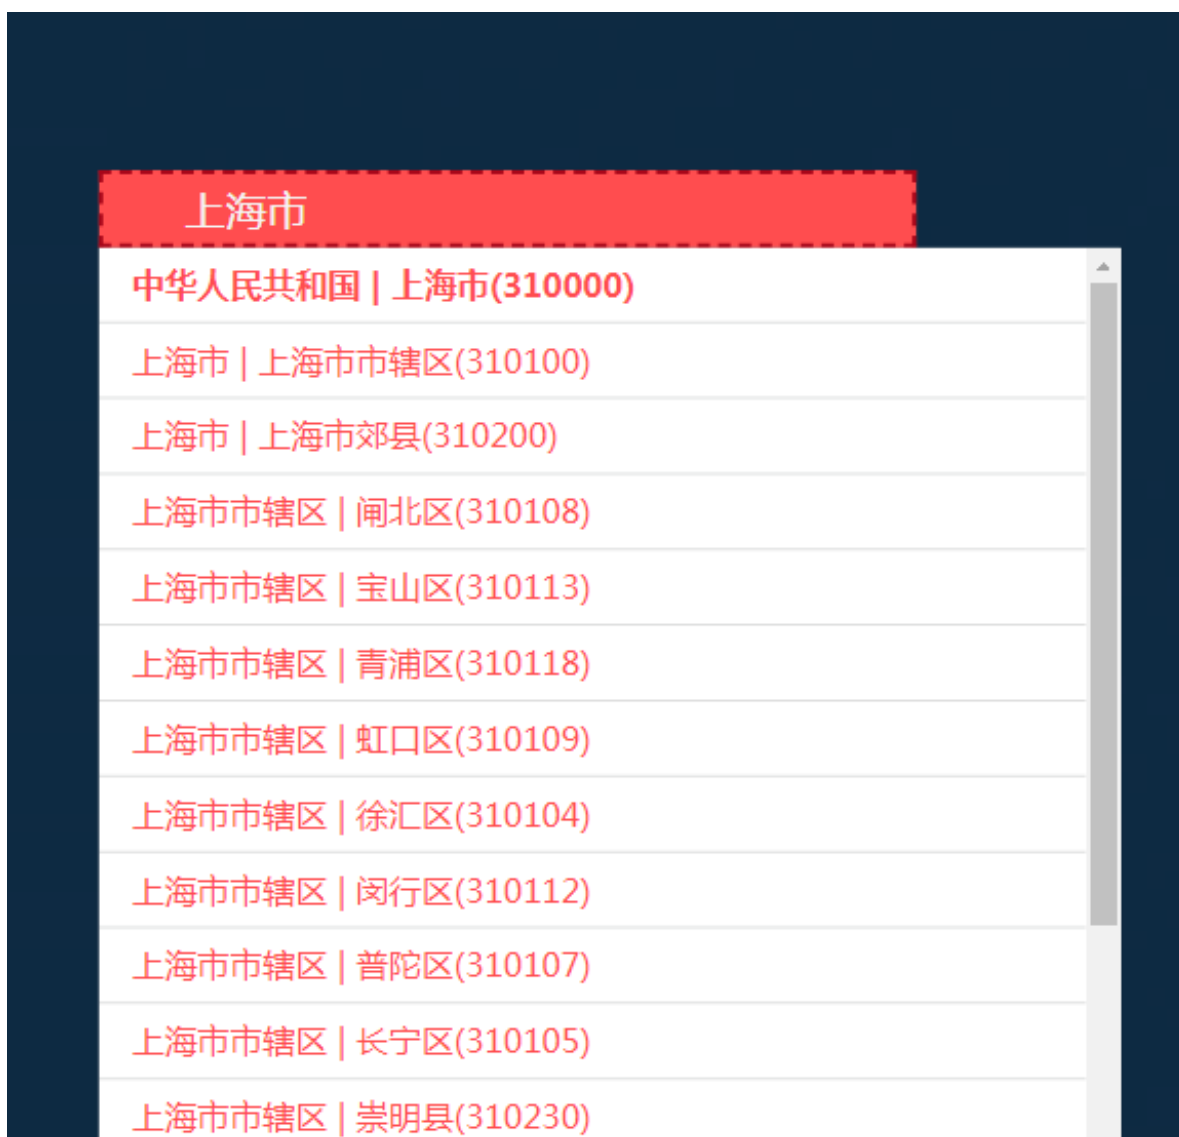 上海市
中华人民共和国 | 上海市(310000)
上海市 | 上海市市辖区(310100)
上海市 | 上海市郊县(310200)
上海市市辖区 | 闸北区(310108)
上海市市辖区 | 宝山区(310113)
上海市市辖区 | 青浦区(310118)
上海市市辖区 | 虹口区(310109)
上海市市辖区 | 徐汇区(310104)
上海市市辖区 | 闵行区(310112)
上海市市辖区 | 普陀区(310107)
上海市市辖区 | 长宁区(310105)
上海市市辖区 | 崇明县(310230)